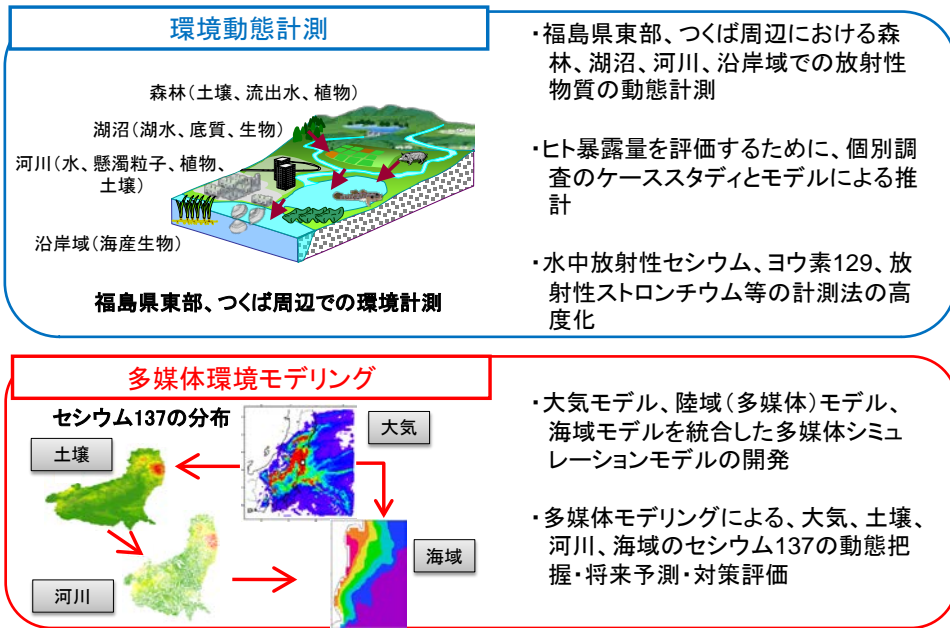 環境動態計測
森林(土壌、流出水、植物)
湖沼(湖水、底質、生物)
河川(水、懸濁粒子、植物、
土壌)
沿岸域(海産生物)
福島県東部、つくば周辺での環境計測
・福島県東部、つくば周辺における森
林、湖沼、河川、沿岸域での放射性
物質の動態計測
・ヒト暴露量を評価するために、個別調
査のケーススタディとモデルによる推
計
・水中放射性セシウム、ヨウ素129、放
射性ストロンチウム等の計測法の高
度化
多媒体環境モデリング
セシウム137の分布
大気
土壌
海域
河川
・大気モデル、陸域(多媒体)モデル、
海域モデルを統合した多媒体シミュ
レーションモデルの開発
・多媒体モデリングによる、大気、土壌、
河川、海域のセシウム137の動態把
握・将来予測・対策評価